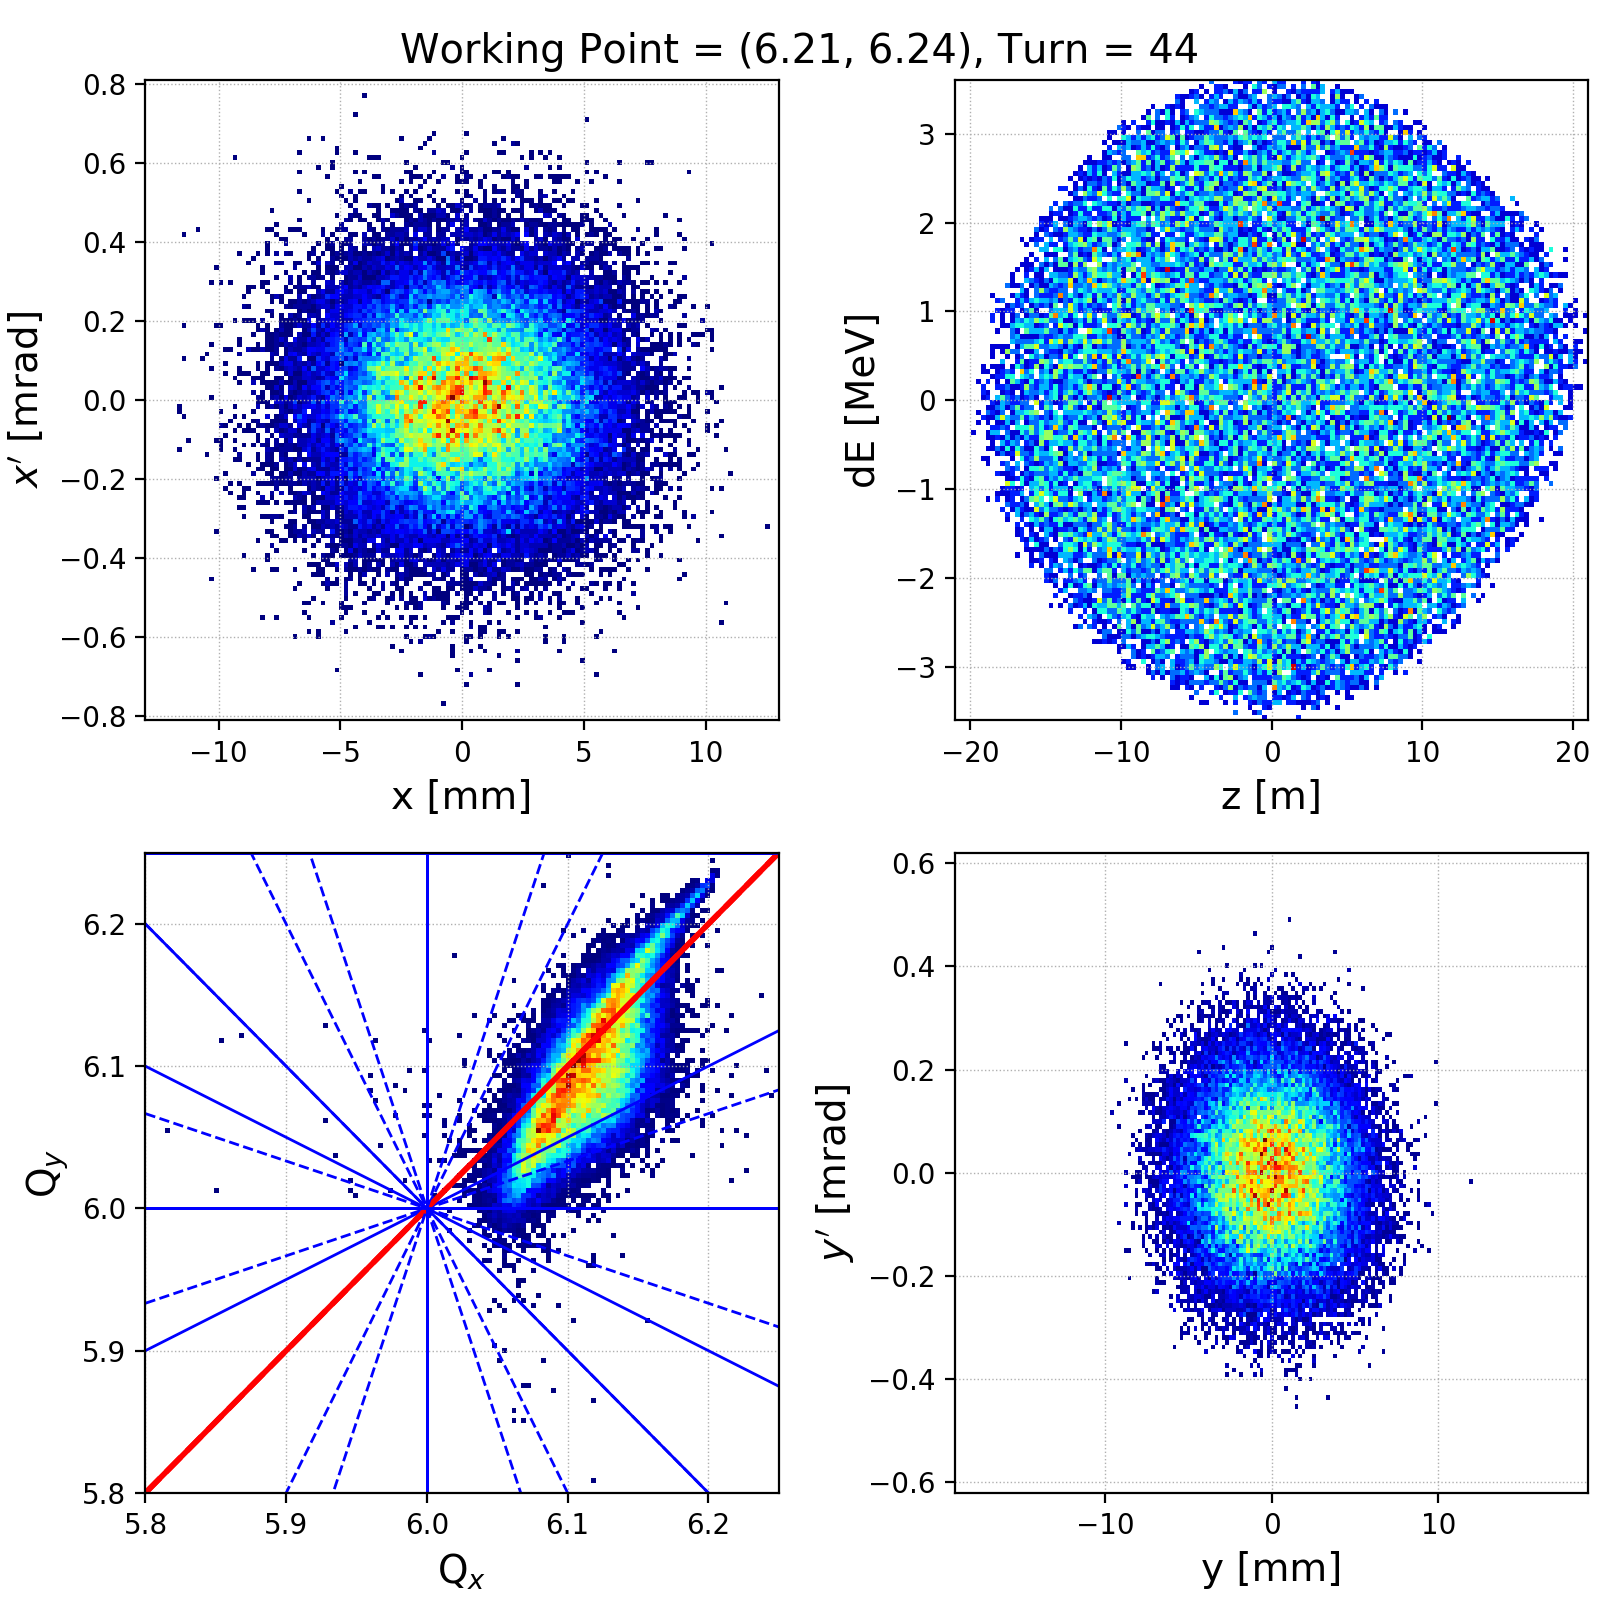 Working Point = (6.21, 6.24), Turn = 44
0.8
0.6
0.4
0.2
0.0
−0.2
−0.4
−0.6
−0.8
x′ [mrad]
−10 −5 0 5 10
x [mm]
3
2
1
0
−1
−2
−3
dE [MeV]
−20 −10 0 10 20
z [m]
6.2
6.1
6.0
5.9
5.8
Qy
5.8 5.9 6.0 6.1 6.2
Qx
0.6
0.4
0.2
0.0
−0.2
−0.4
−0.6
y′ [mrad]
−10 0 10
y [mm]